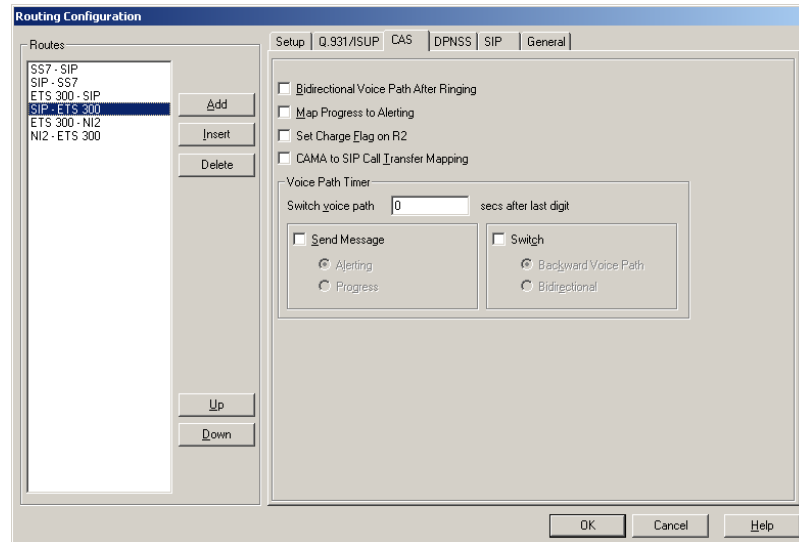 Routing Configuration
Routes
SS7 - SIP
SIP - SS7
ETS 300 - SIP
SIP - ETS 300
ETS 300 - NI2
NI2 - ETS 300
Add
Insert
Delete
Up
Down
Setup Q.931/ISUP CAS DPNSS SIP General
Bidirectional Voice Path After Ringing
Map Progress to Alerting
Set Charge Flag on R2
CAMA to SIP Call Transfer Mapping
Voice Path Timer
Switch voice path 0 secs after last digit
Send Message
Alerting
Progress
Switch
Backward Voice Path
Bidirectional
OK Cancel Help